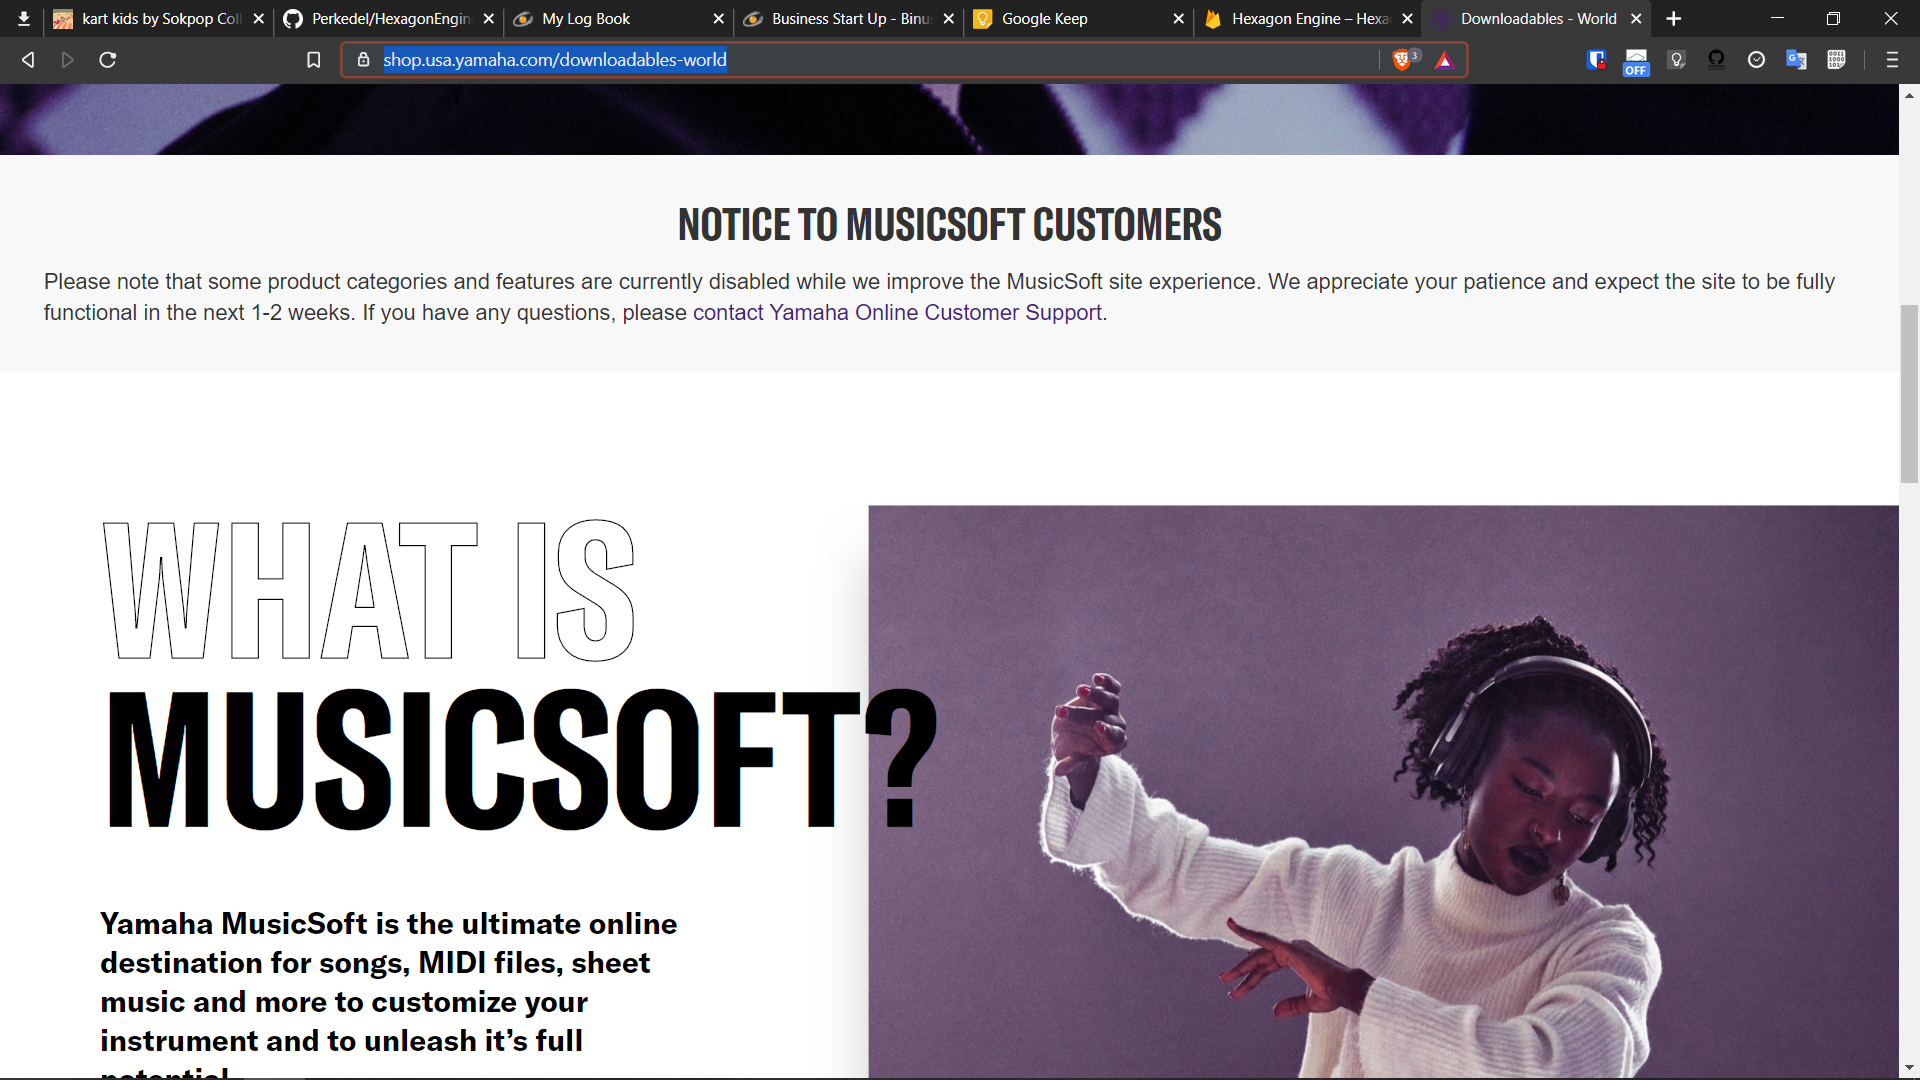 kart kids by Sokpop Coll
Perkedel/HexagonEngin
My Log Book
Business Start Up - Binu
Google Keep
Hexagon Engine – Hexa
Downloadables - World
shop.usa.yamaha.com/downloadables-world
3
OFF
NOTICE TO MUSICSOFT CUSTOMERS
Please note that some product categories and features are currently disabled while we improve the MusicSoft site experience. We appreciate your patience and expect the site to be fully
functional in the next 1-2 weeks. If you have any questions, please contact Yamaha Online Customer Support.
WHAT IS
MUSICSOFT?
Yamaha MusicSoft is the ultimate online
destination for songs, MIDI files, sheet
music and more to customize your
instrument and to unleash it’s full
potential.